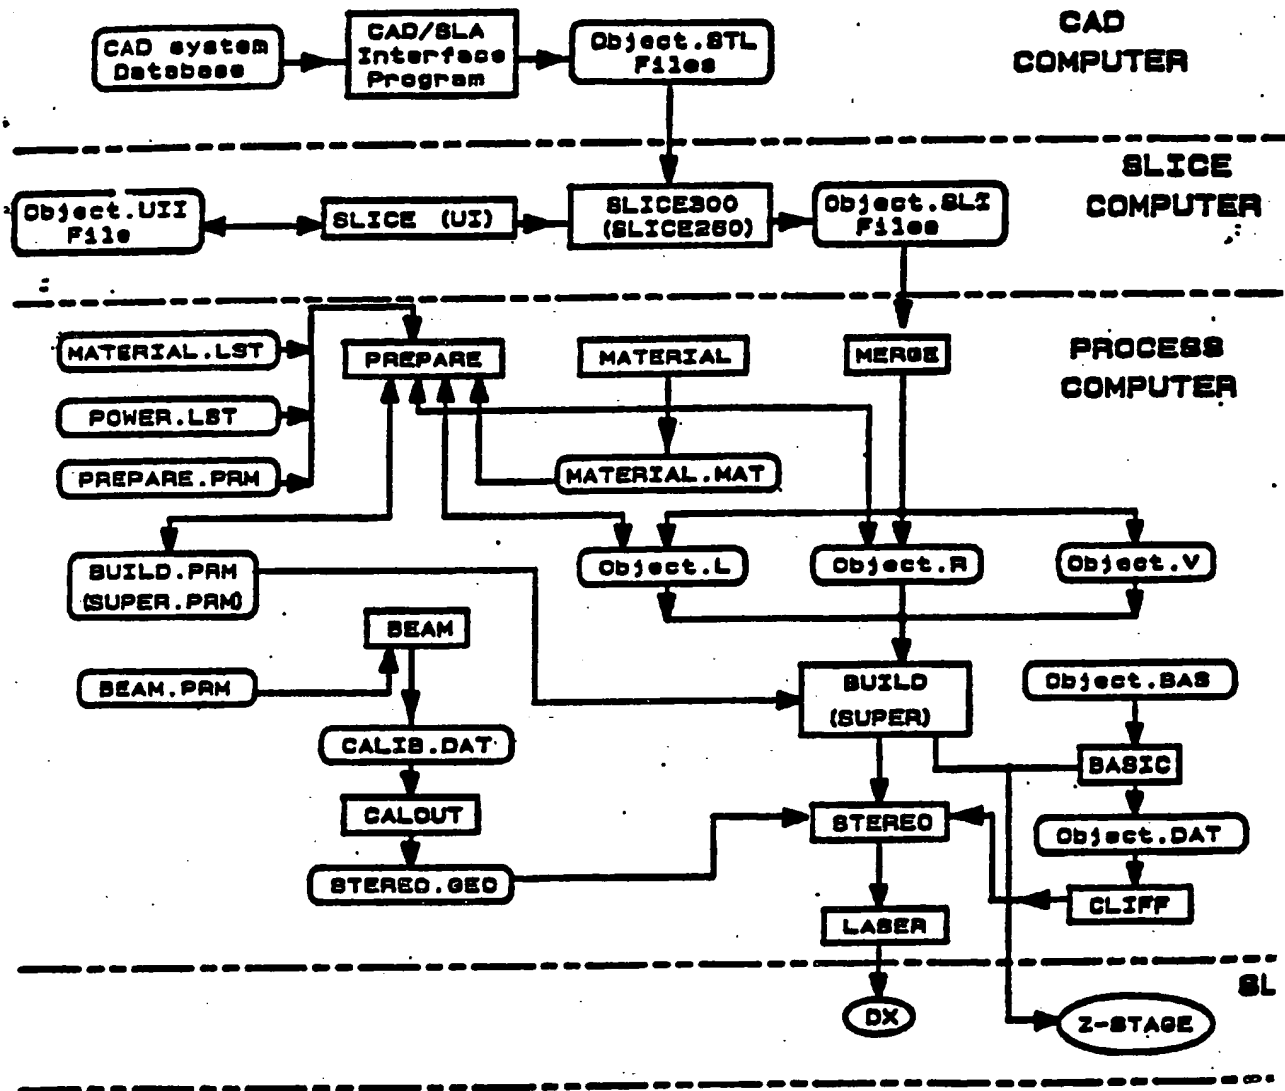 CAD system
Database
CAD/SLA
Interface
Program
Object.STL
Files
CAD
COMPUTER
SLICE
COMPUTER
Object.UII
File
SLICE (UI)
SLICE300
(SLICE250)
Object.SLI
Files
MATERIAL.LST
PREPARE
MATERIAL
MERGE
PROCESS
COMPUTER
POWER.LST
PREPARE.PRM
MATERIAL.MAT
BUILD.PRM
(SUPER.PRM)
Object.L
Object.R
Object.V
BEAM
BEAM.PRM
BUILD
(SUPER)
Object.BAS
CALIB.DAT
BASIC
CALOUT
STEREO
Object.DAT
STEREO.GEO
CLIFF
LASER
SL
DX
Z-STAGE